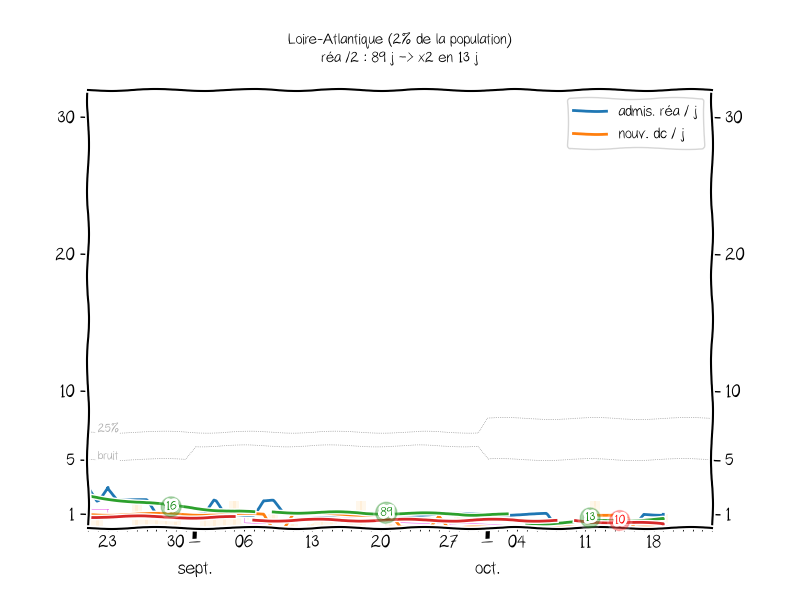 Loire-Atlantique (2% de la population)
réa /2 : 89 j -> x2 en 13 j
admis. réa / j
nouv. dc / j
30 30
20 20
10 10
25%
bruit
5 5
1 1
16 89 13 10
23 30 06 13 20 27 04 11 18
sept. oct.